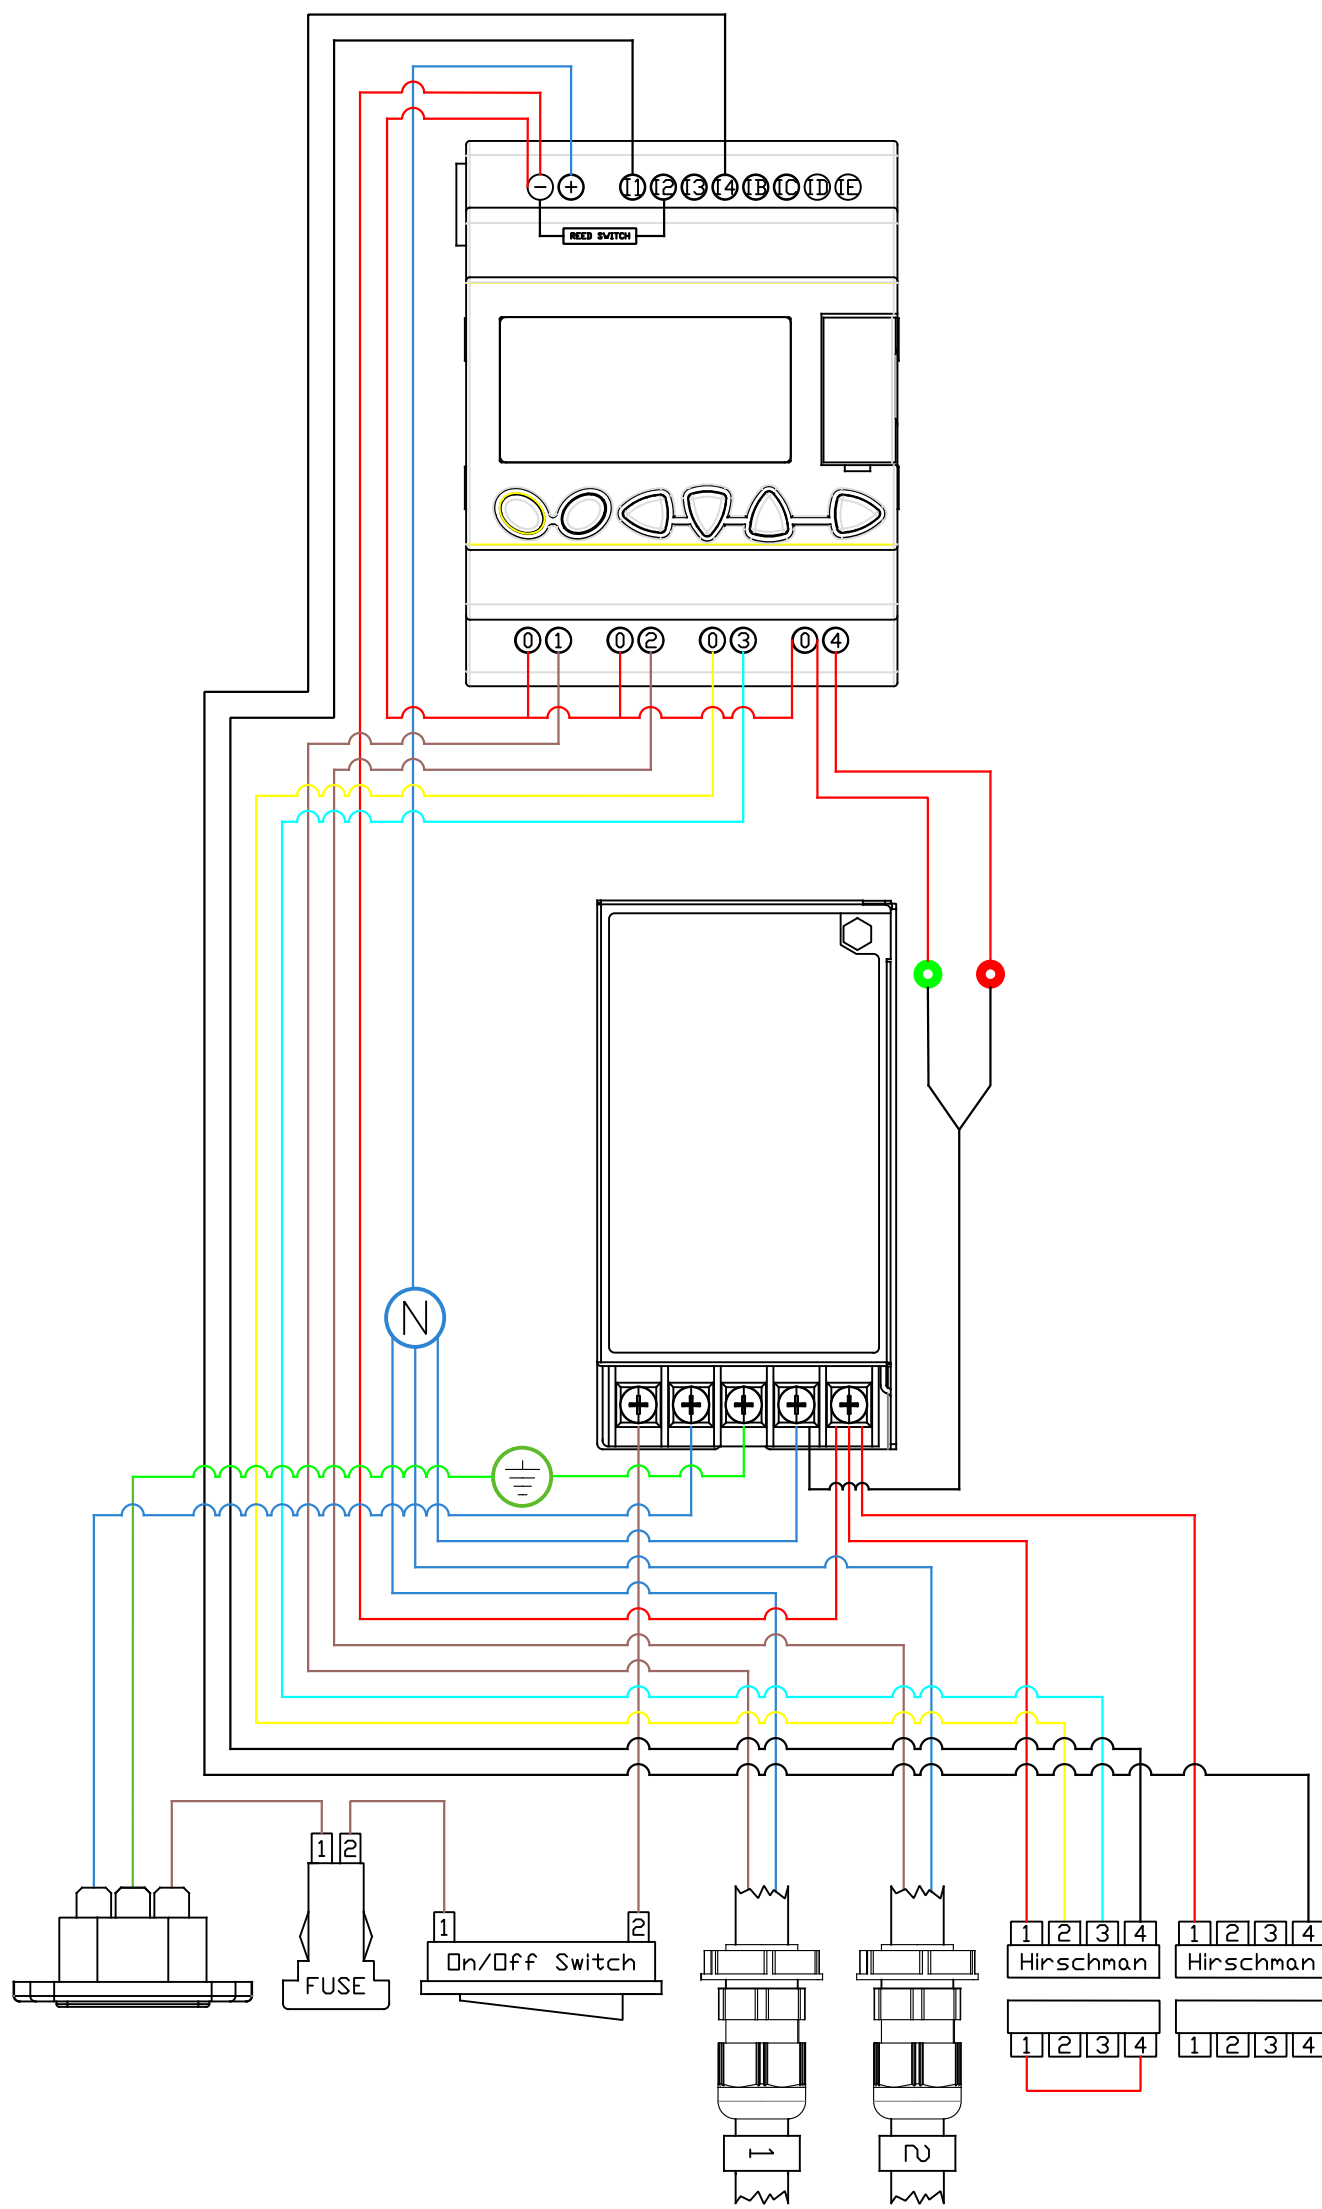 - + I1 I2 I3 I4 IB IC ID IE
REED SWITCH
0 1 0 2 0 3 0 4
N
1 2
FUSE
1 2
On/Off Switch
1 2 3 4 1 2 3 4
Hirschman Hirschman
1 2 3 4 1 2 3 4
1 2